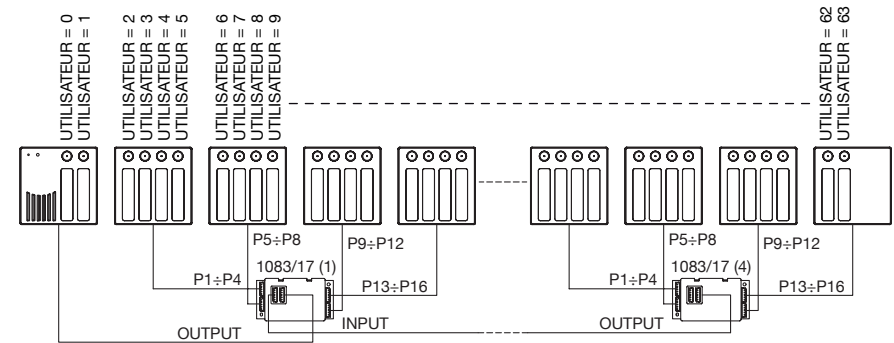 UTILISATEUR = 0
UTILISATEUR = 1
UTILISATEUR = 2
UTILISATEUR = 3
UTILISATEUR = 4
UTILISATEUR = 5
UTILISATEUR = 6
UTILISATEUR = 7
UTILISATEUR = 8
UTILISATEUR = 9
UTILISATEUR = 62
UTILISATEUR = 63
P5÷P8
P9÷P12
P5÷P8
P9÷P12
1083/17 (1)
1083/17 (4)
P1÷P4
P13÷P16
P1÷P4
P13÷P16
OUTPUT
INPUT
OUTPUT